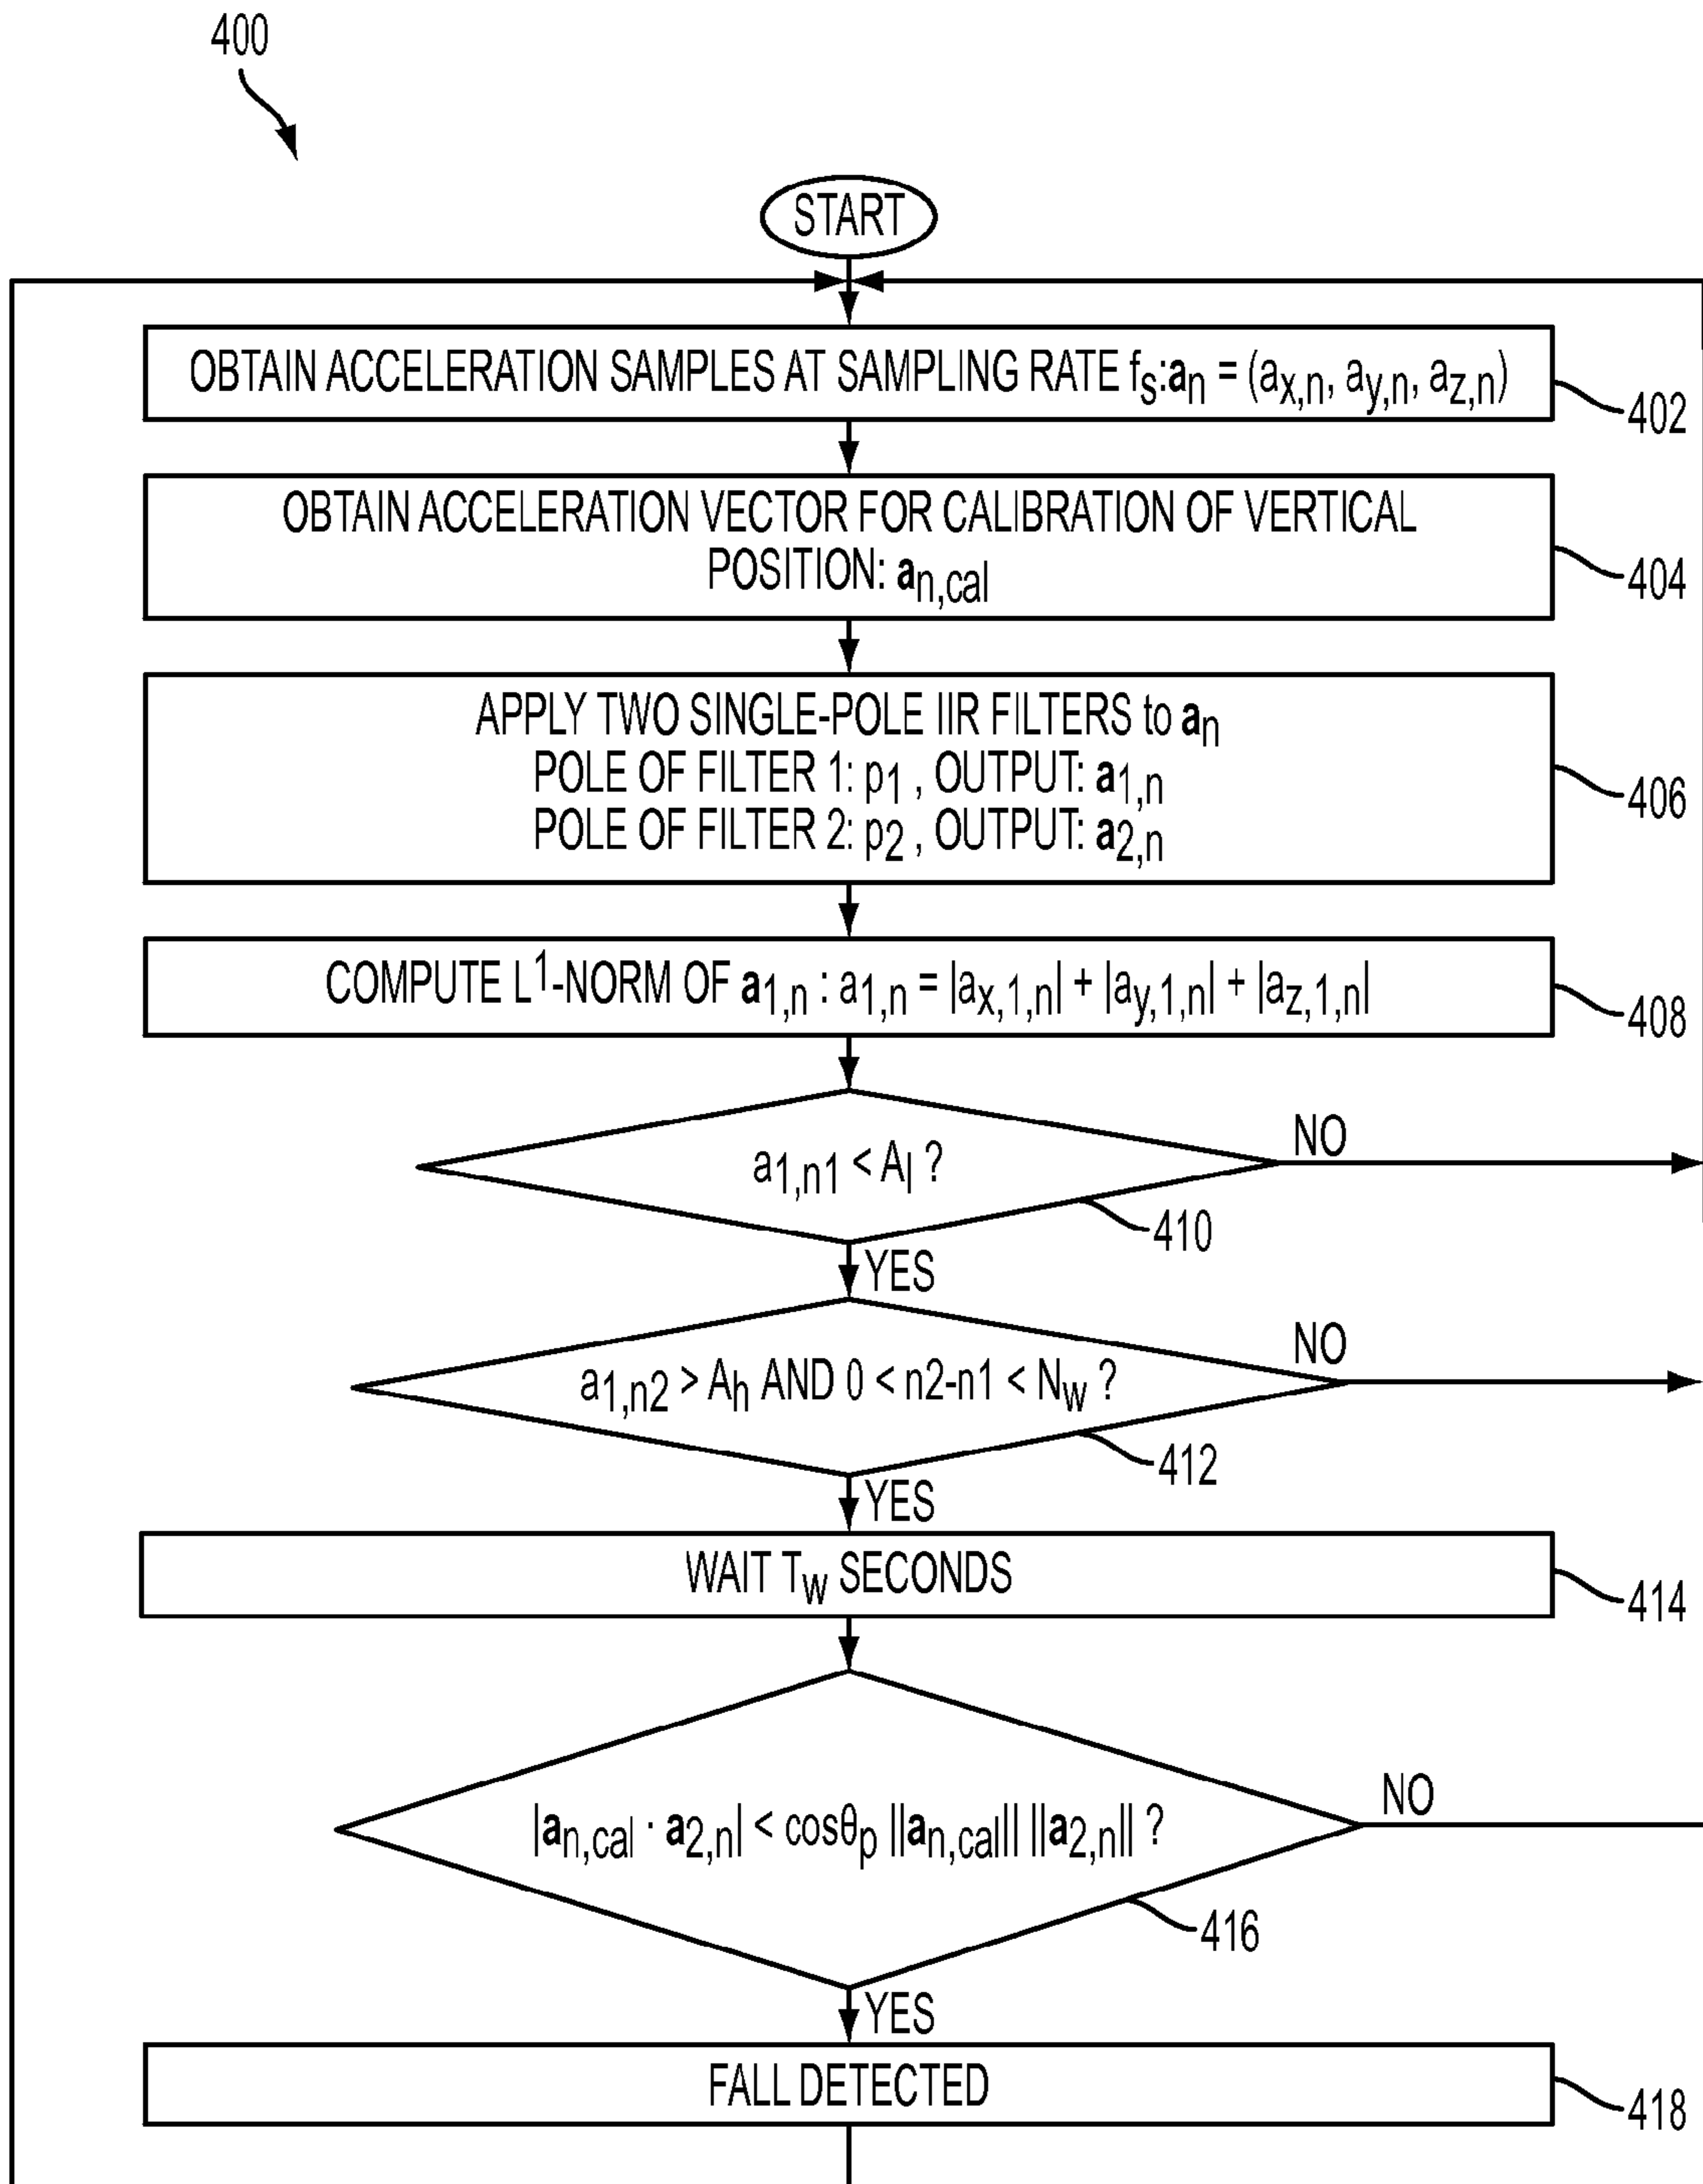 400
START
OBTAIN ACCELERATION SAMPLES AT SAMPLING RATE fs:an = (ax,n, ay,n, az,n)
402
OBTAIN ACCELERATION VECTOR FOR CALIBRATION OF VERTICAL
POSITION: an,cal
404
APPLY TWO SINGLE-POLE IIR FILTERS to an
POLE OF FILTER 1: p1 , OUTPUT: a1,n
POLE OF FILTER 2: p2 , OUTPUT: a2,n
406
COMPUTE L1-NORM OF a1,n : a1,n = |ax,1,n| + |ay,1,n| + |az,1,n|
408
a1,n1 < Al ?
NO
410
YES
a1,n2 > Ah AND 0 < n2-n1 < Nw ?
NO
412
YES
WAIT Tw SECONDS
414
|an,cal · a2,n| < cosθp ||an,cal|| ||a2,n|| ?
NO
416
YES
FALL DETECTED
418